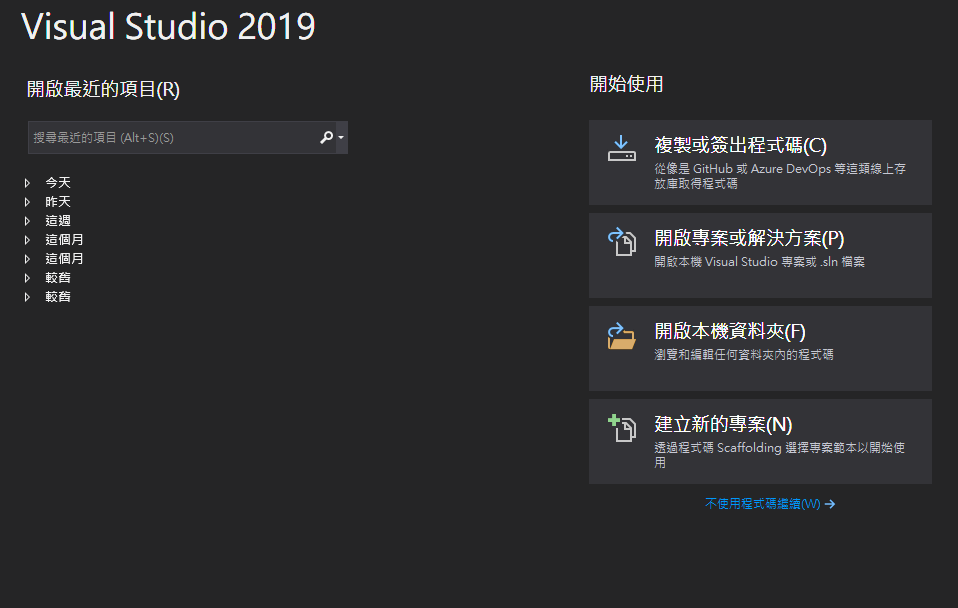 Visual Studio 2019
開啟最近的項目(R)
搜尋最近的項目 (Alt+S)(S)
今天
昨天
這週
這個月
這個月
較舊
較舊
開始使用
複製或簽出程式碼(C)
從像是 GitHub 或 Azure DevOps 等這類線上存
放庫取得程式碼
開啟專案或解決方案(P)
開啟本機 Visual Studio 專案或 .sln 檔案
開啟本機資料夾(F)
瀏覽和編輯任何資料夾內的程式碼
建立新的專案(N)
透過程式碼 Scaffolding 選擇專案範本以開始使
用
不使用程式碼繼續(W)